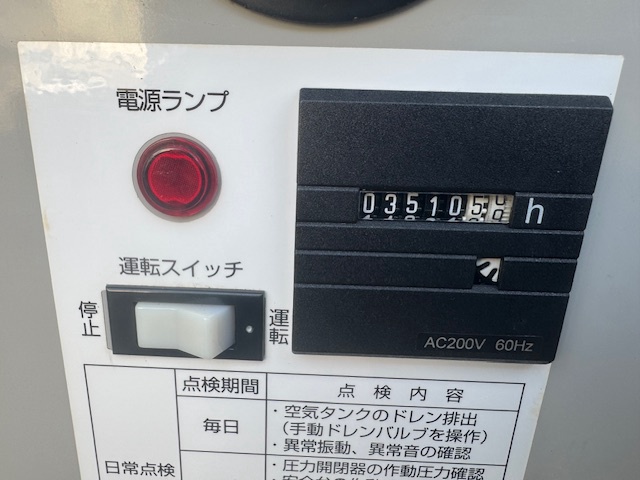 電源ランプ
0351058 h
運転スイッチ
停止
運転
AC200V 60Hz
点検期間 点検内容
日常点検
毎日
・空気タンクのドレン排出
(手動ドレンバルブを操作)
・異常振動、異常音の確認
・圧力開閉器の作動圧力確認